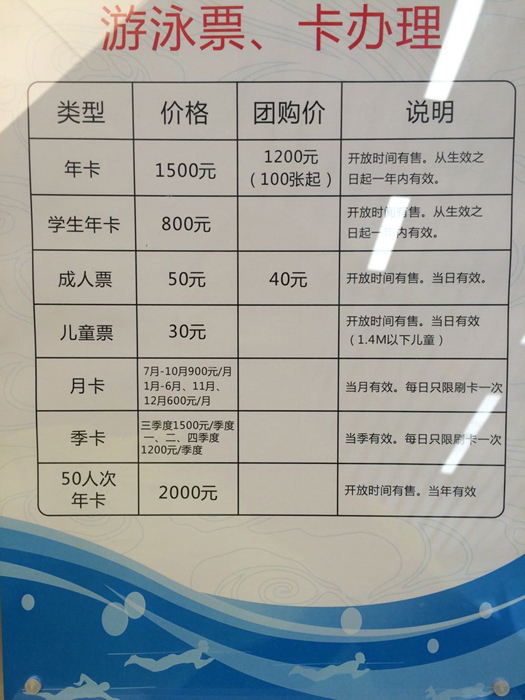 游泳票、卡办理
类型 价格 团购价 说明
年卡 1500元 1200元（100张起） 开放时间有售。从生效之
日起一年内有效。
学生年卡 800元 开放时间有售。从生效之
日起一年内有效。
成人票 50元 40元 开放时间有售。当日有效。
儿童票 30元 开放时间有售。当日有效
（1.4M以下儿童）
月卡 7月-10月900元/月
1月-6月、11月、
12月600元/月
当月有效。每日只限刷卡一次
季卡 三季度1500元/季度
一、二、四季度
1200元/季度
当季有效。每日只限刷卡一次
50人次
年卡 2000元 开放时间有售。当年有效